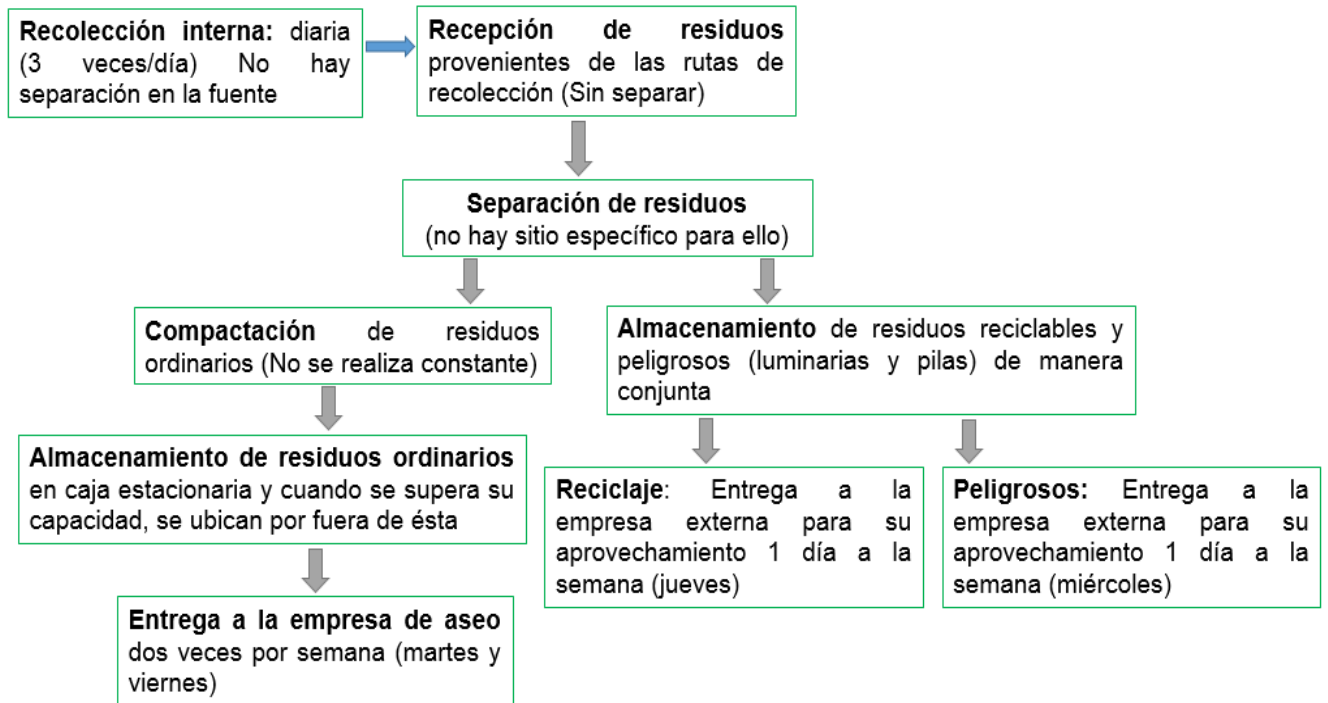 Recolección interna: diaria
(3 veces/día) No hay
separación en la fuente
Recepción de residuos
provenientes de las rutas de
recolección (Sin separar)
Separación de residuos
(no hay sitio específico para ello)
Compactación de residuos
ordinarios (No se realiza constante)
Almacenamiento de residuos reciclables y
peligrosos (luminarias y pilas) de manera
conjunta
Almacenamiento de residuos ordinarios
en caja estacionaria y cuando se supera su
capacidad, se ubican por fuera de ésta
Reciclaje: Entrega a la
empresa externa para su
aprovechamiento 1 día a la
semana (jueves)
Peligrosos: Entrega a la
empresa externa para su
aprovechamiento 1 día a la
semana (miércoles)
Entrega a la empresa de aseo
dos veces por semana (martes y
viernes)